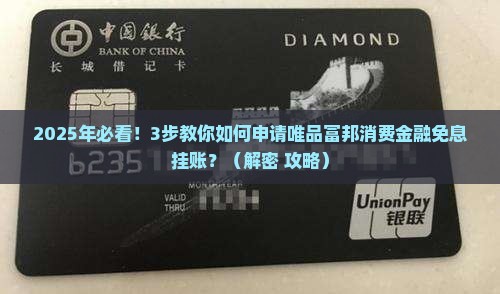 中国银行
BANK OF CHINA
长城借记卡
DIAMOND
2025年必看！3步教你如何申请唯品富邦消费金融免息
挂账？（解密 攻略）
MONTH/YEAR
VALID
THRU
UnionPay
银联